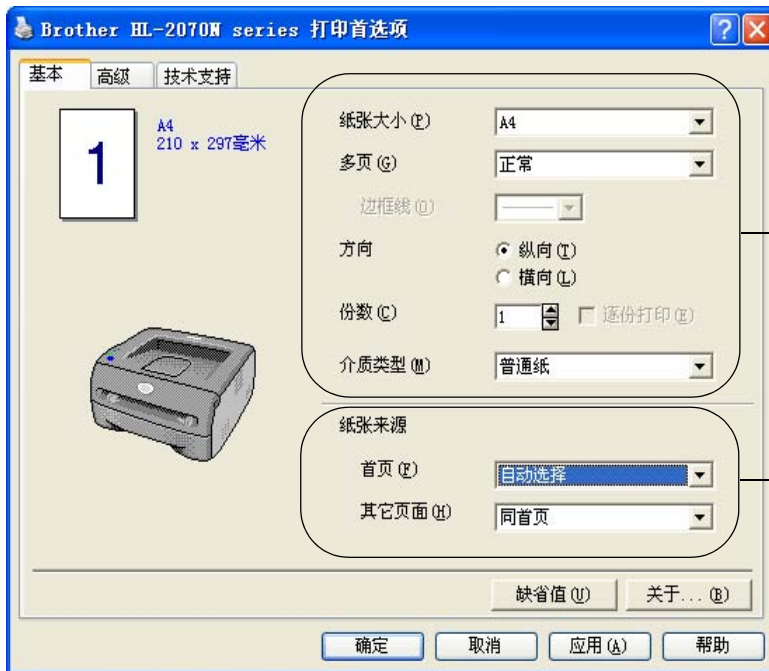 Brother HL-2070N series 打印首选项
基本 高级 技术支持
1
A4
210 x 297毫米
纸张大小(P) A4
多页(G) 正常
边框线(O)
方向 纵向(T)
横向(L)
份数(C) 1 逐份打印(E)
介质类型(M) 普通纸
纸张来源
首页(F) 自动选择
其它页面(H) 同首页
缺省值(U) 关于...(B)
确定 取消 应用(A) 帮助